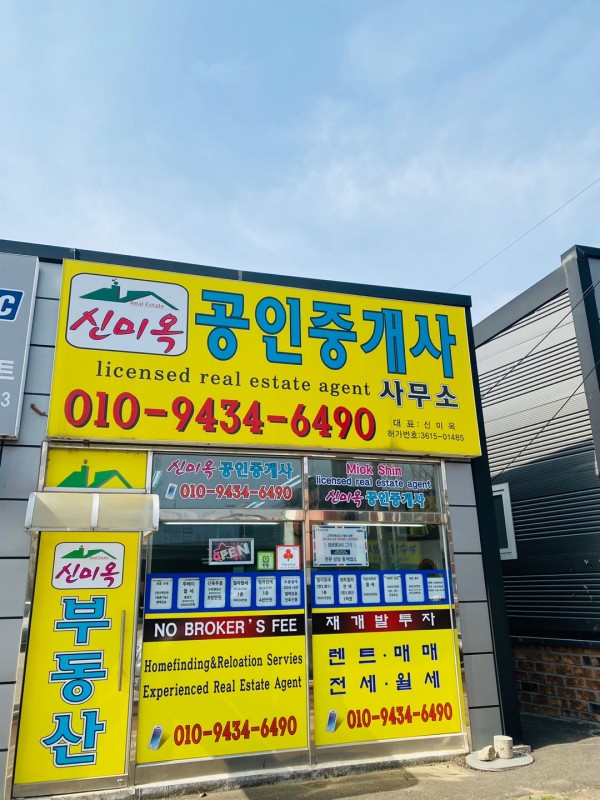 Real Estate
신미옥
공인중개사
licensed real estate agent 사무소
010-9434-6490
대 표 : 신 미 옥
허가번호:3615-01485
C
트
3
신미옥공인중개사
010-9434-6490
Miok Shin
licensed real estate agent
신미옥공인중개사
OPEN
신미옥
부동산
NO BROKER'S FEE
Homefinding&Reloation Servies
Experienced Real Estate Agent
010-9434-6490
재개발투자
렌트·매매
전세·월세
010-9434-6490